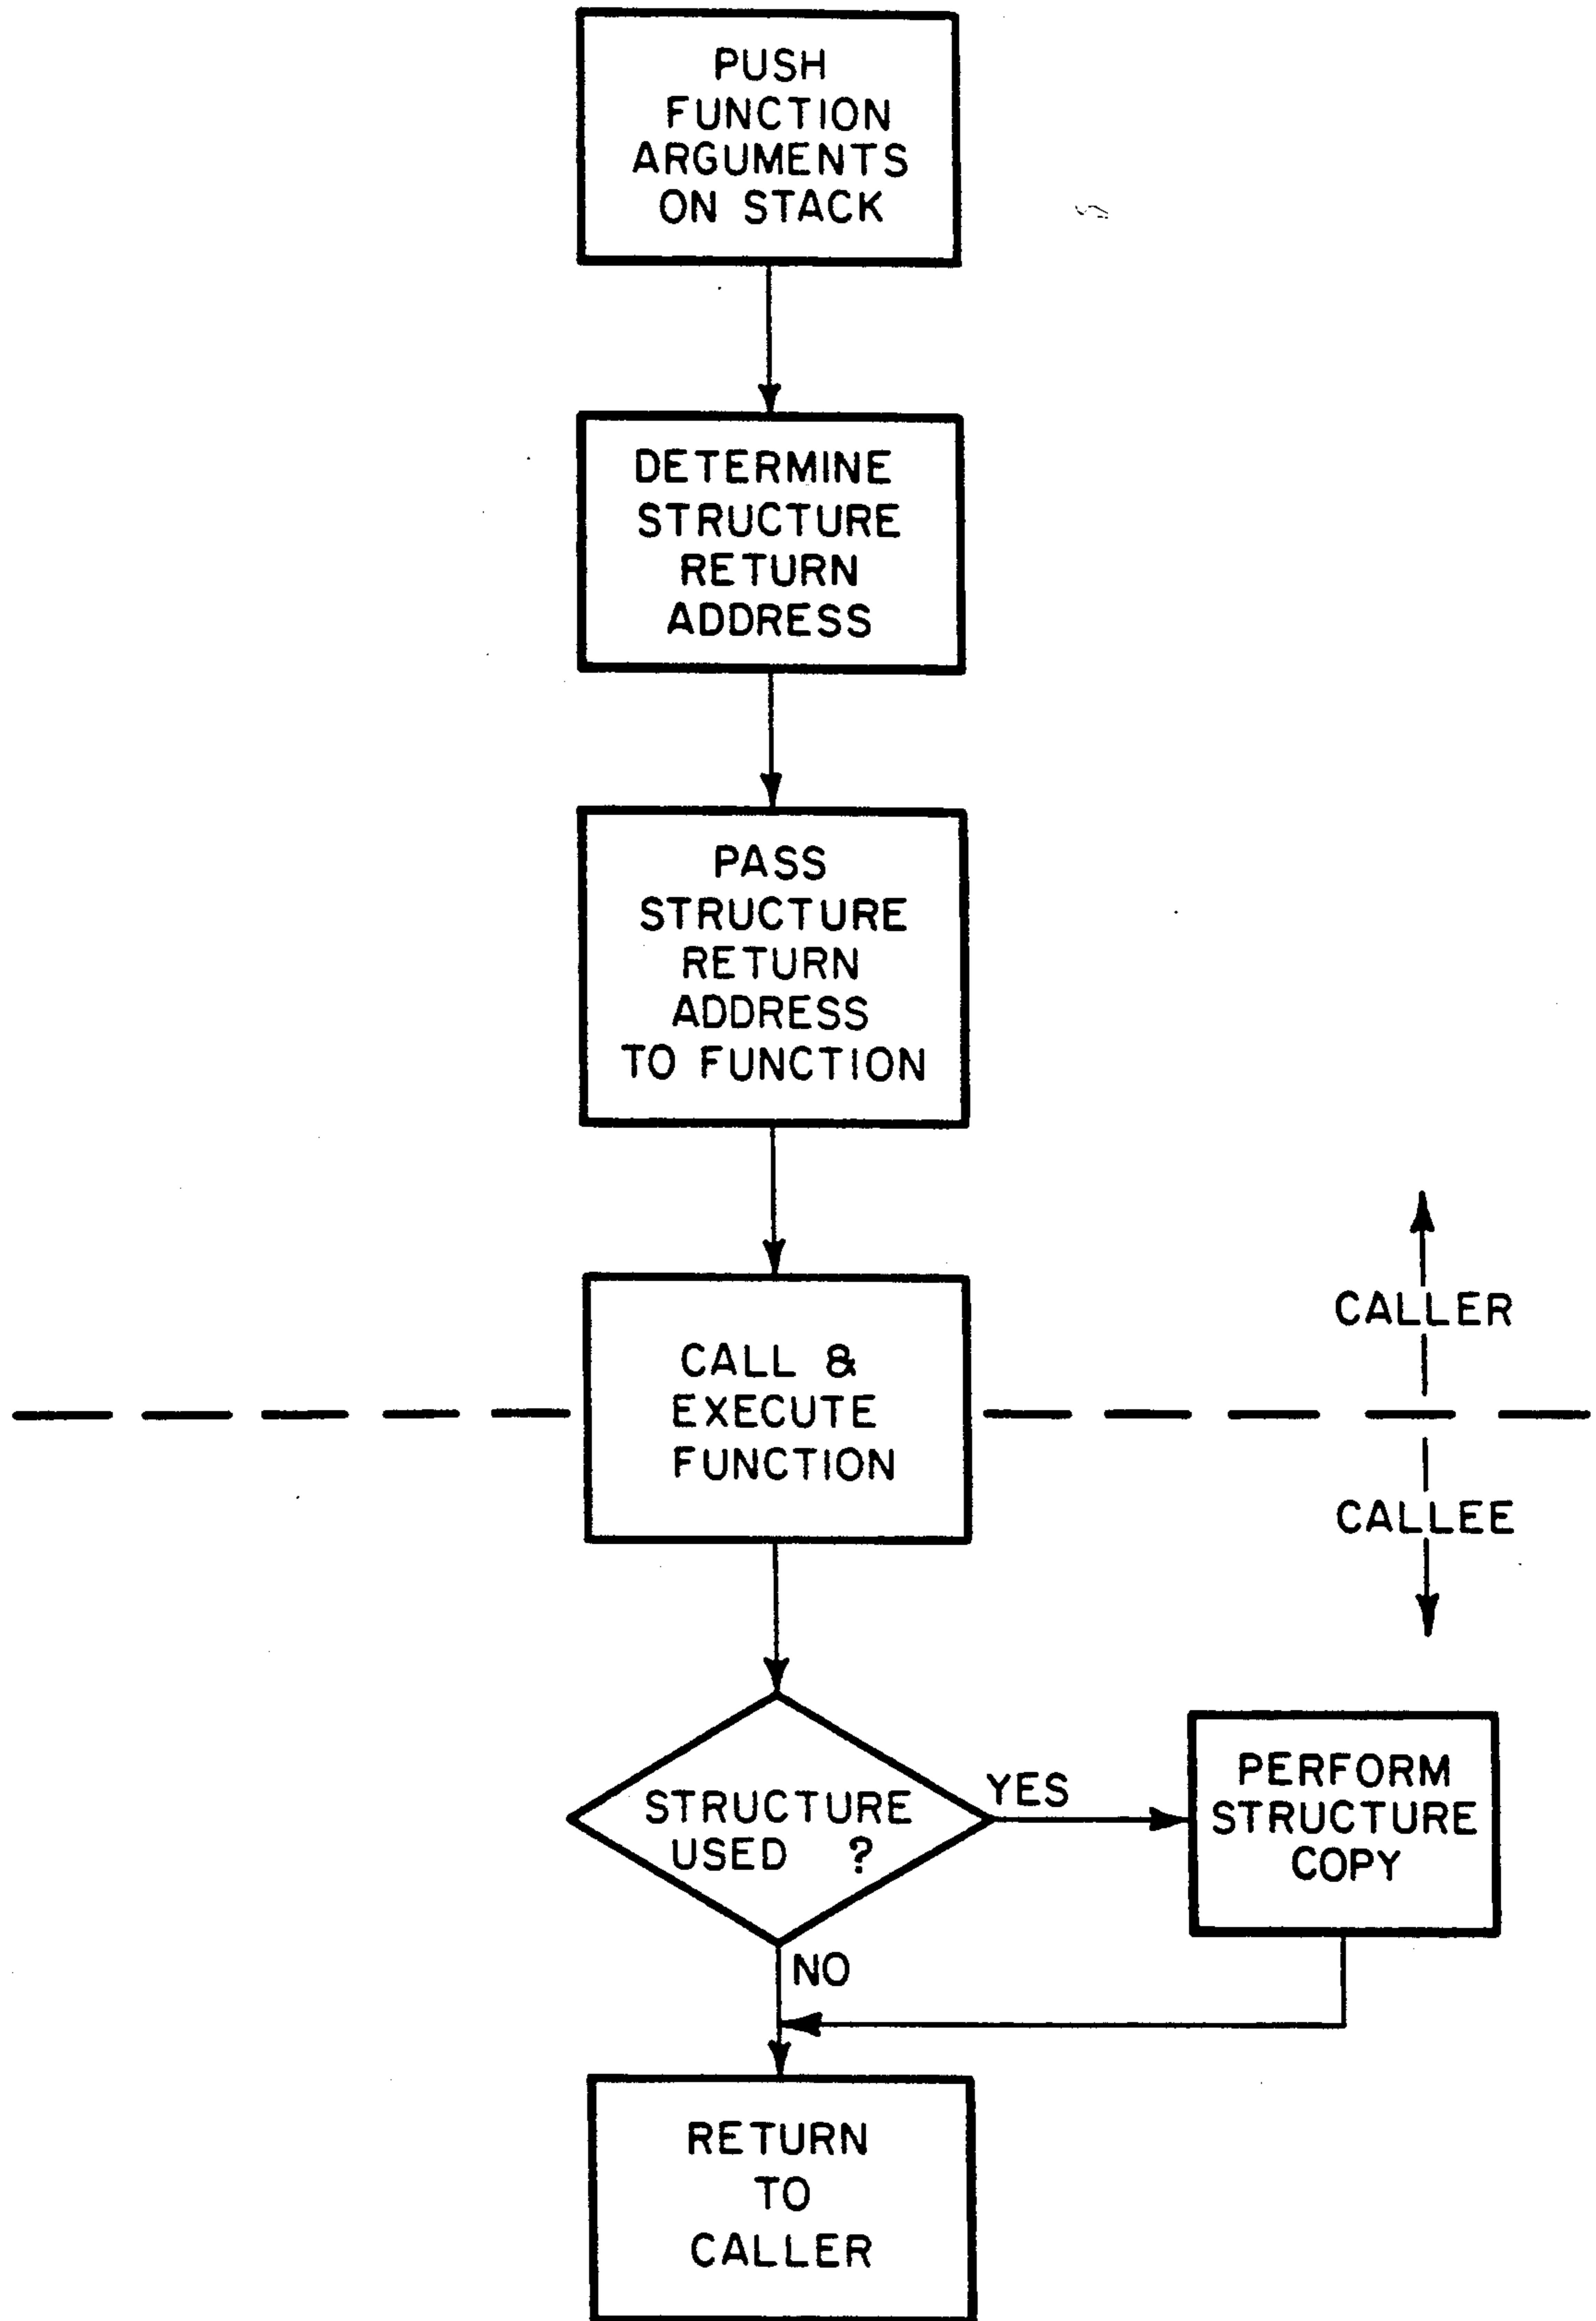 PUSH
FUNCTION
ARGUMENTS
ON STACK
DETERMINE
STRUCTURE
RETURN
ADDRESS
PASS
STRUCTURE
RETURN
ADDRESS
TO FUNCTION
CALL &
EXECUTE
FUNCTION
CALLER
CALLEE
STRUCTURE
USED ?
YES
PERFORM
STRUCTURE
COPY
NO
RETURN
TO
CALLER